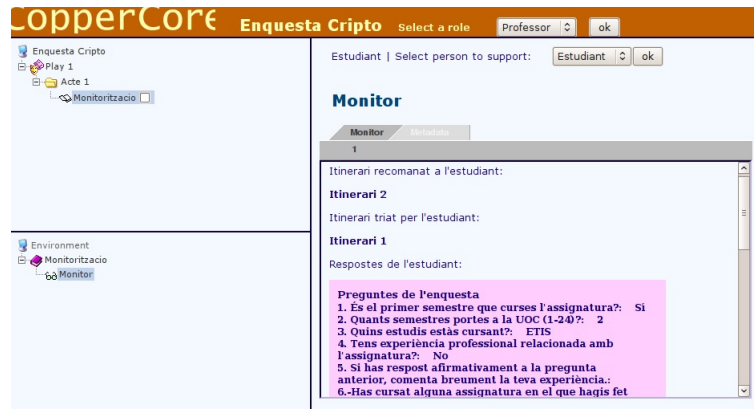 CopperCore Enquesta Cripto Select a role Professor ok
Enquesta Cripto
Play 1
Acte 1
Monitoritzacio
Estudiant | Select person to support: Estudiant ok
Monitor
Monitor Metadata
1
Itinerari recomanat a l'estudiant:
Itinerari 2
Itinerari triat per l'estudiant:
Itinerari 1
Respostes de l'estudiant:
Preguntes de l'enquesta
1. És el primer semestre que curses l'assignatura?: Si
2. Quants semestres portes a la UOC (1-24)?: 2
3. Quins estudis estàs cursant?: ETIS
4. Tens experiència professional relacionada amb
l'assignatura?: No
5. Si has respost afirmativament a la pregunta
anterior, comenta breument la teva experiència.:
6.-Has cursat alguna assignatura en el que hagis fet
Environment
Monitoritzacio
Monitor